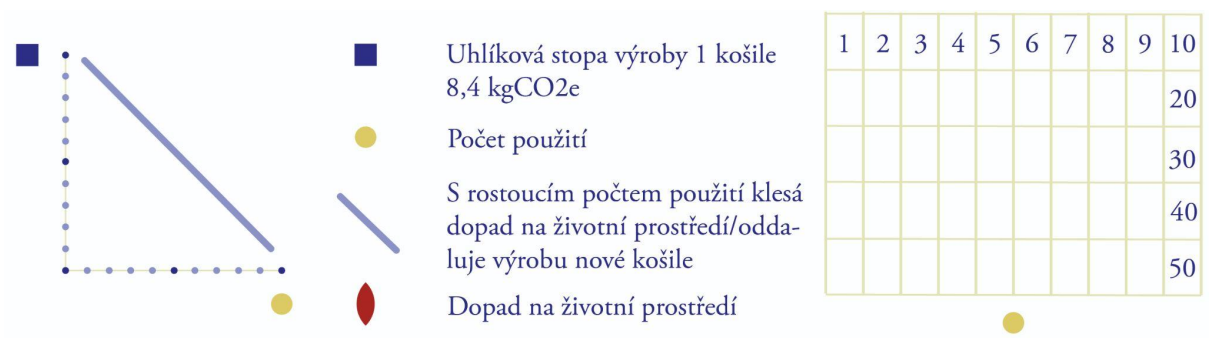 Uhlíková stopa výroby 1 košile
8,4 kgCO2e
Počet použití
S rostoucím počtem použití klesá
dopad na životní prostředí/odda-
luje výrobu nové košile
Dopad na životní prostředí
1 2 3 4 5 6 7 8 9 10
20
30
40
50